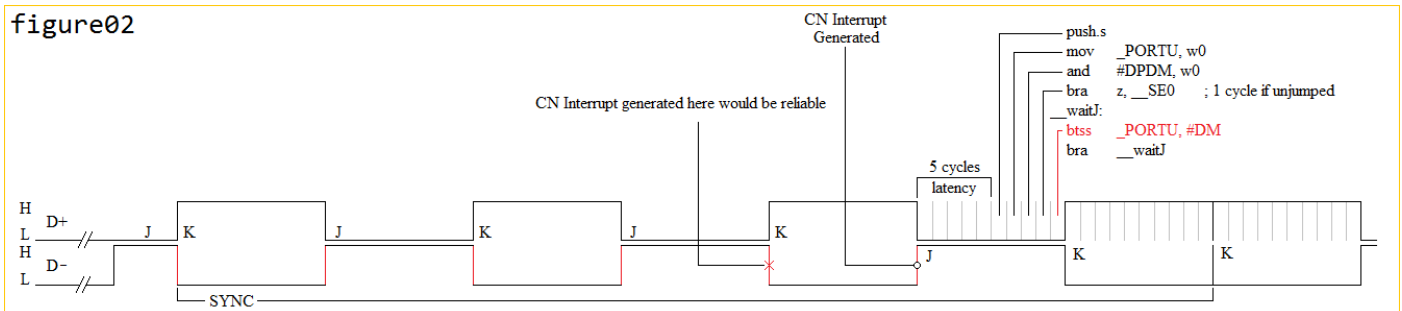 figure02
CN Interrupt
Generated
push.s
mov _PORTU, w0
and #DPDM, w0
bra z, __SE0 ; 1 cycle if unjumped
__waitJ:
btss _PORTU, #DM
bra __waitJ
CN Interrupt generated here would be reliable
5 cycles
latency
H
D+
L
H
D-
L
J K J K J K J K K
SYNC